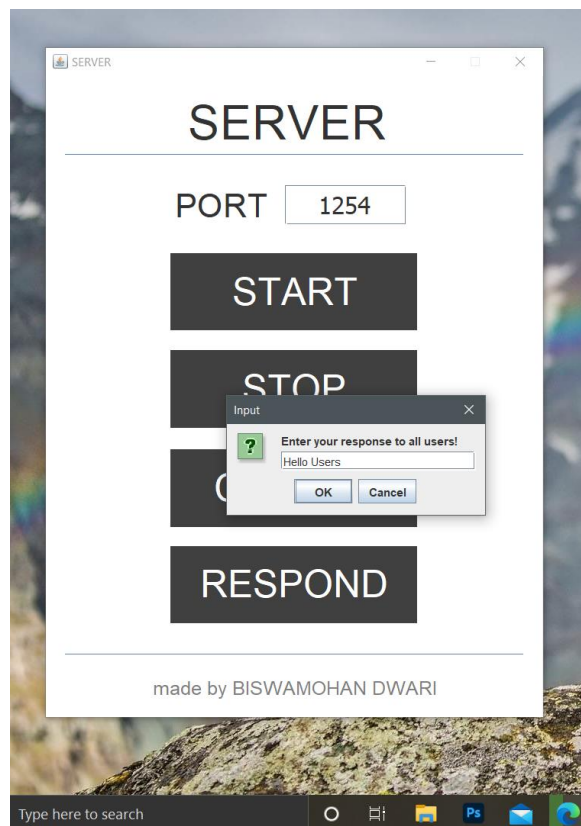 SERVER
SERVER
PORT 1254
START
STOP
Input
Enter your response to all users!
Hello Users
OK Cancel
RESPOND
made by BISWAMOHAN DWARI
Type here to search
Ps